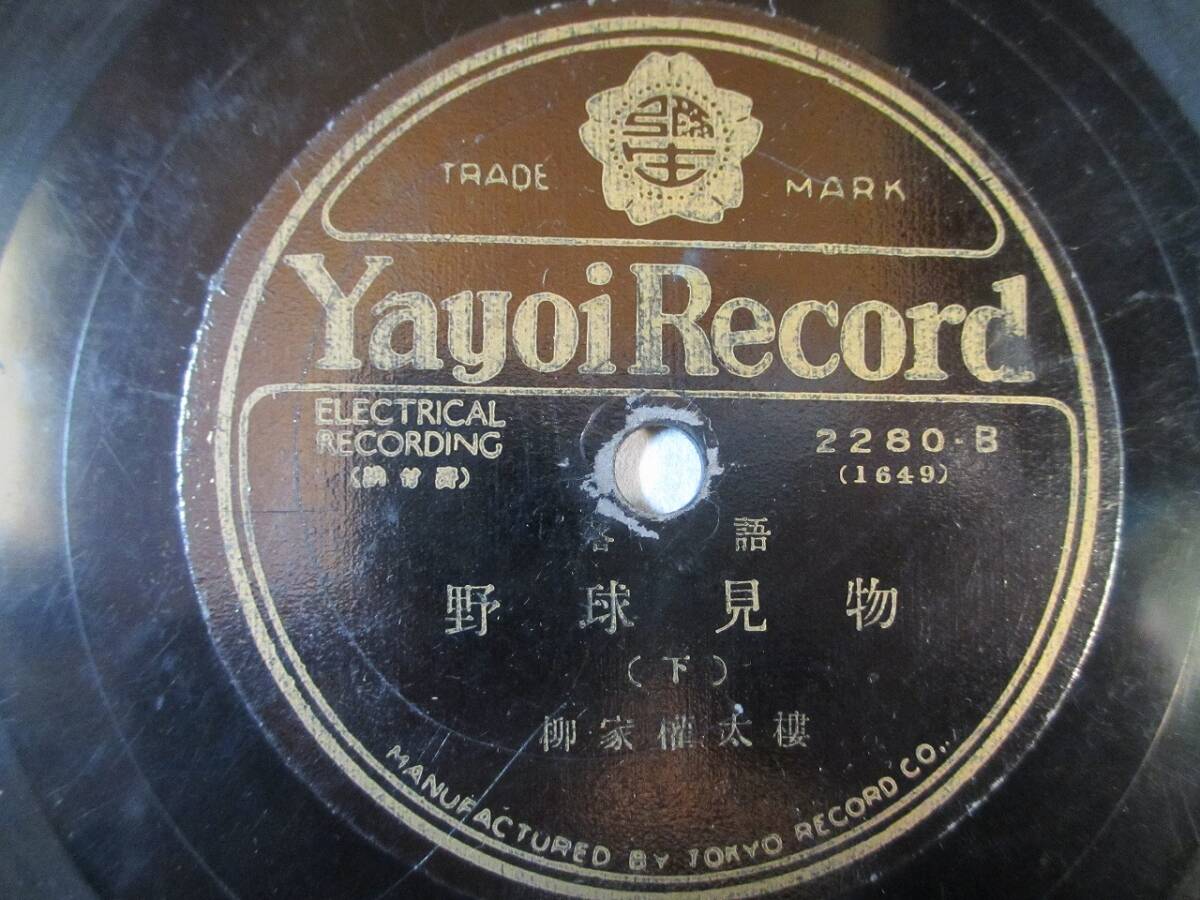 TRADE MARK
Yayoi Record
ELECTRICAL RECORDING
2280-B
(1649)
落語
野球見物
(下)
柳家権太樓
MANUFACTURED BY TOKYO RECORD CO.,.